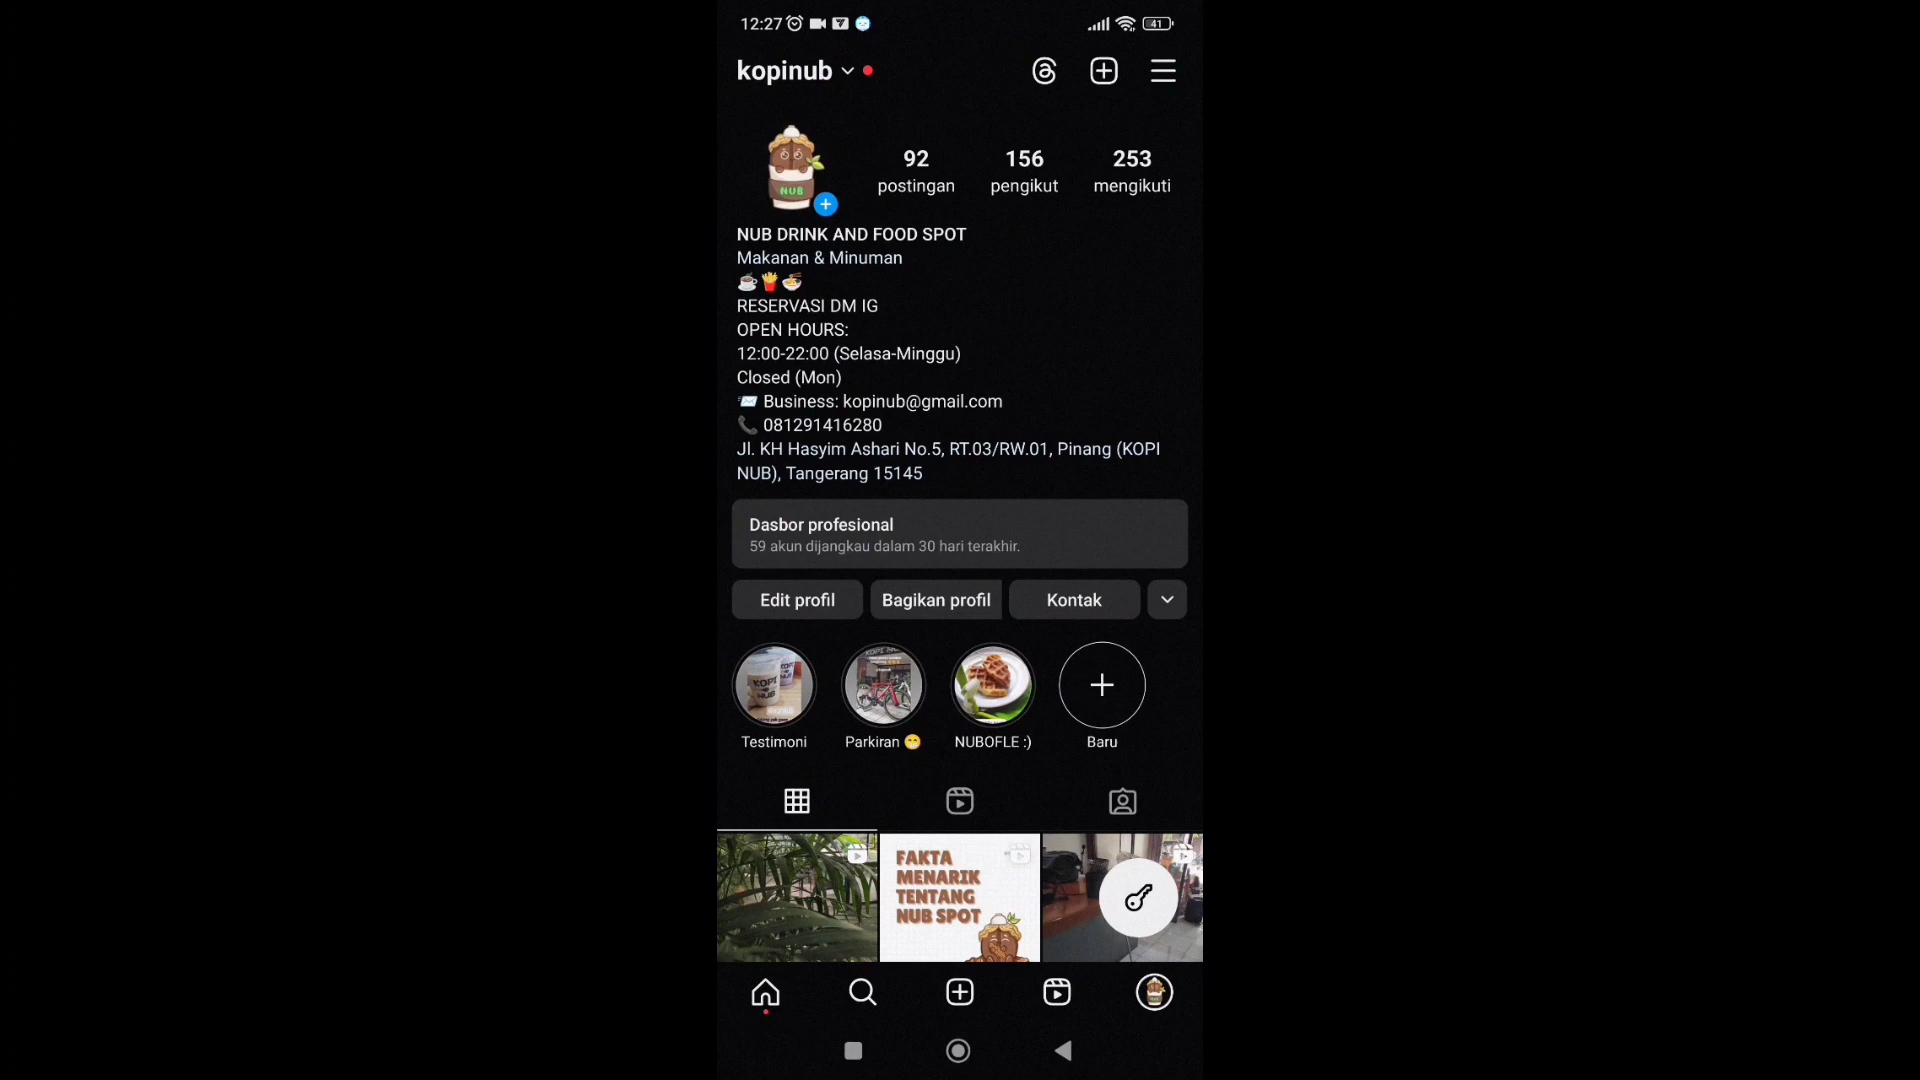 12:27
41
kopinub
92
156
253
postingan
pengikut
mengikuti
NUB
NUB DRINK AND FOOD SPOT
Makanan & Minuman
RESERVASI DM IG
OPEN HOURS:
12:00-22:00 (Selasa-Minggu)
Closed (Mon)
Business: kopinub@gmail.com
081291416280
Jl. KH Hasyim Ashari No.5, RT.03/RW.01, Pinang (KOPI
NUB), Tangerang 15145
Dasbor profesional
59 akun dijangkau dalam 30 hari terakhir.
Edit profil
Bagikan profil
Kontak
KOPI
NUB
Testimoni
Parkiran 😁
NUBOFLE :)
Baru
FAKTA
MENARIK
TENTANG
NUB SPOT